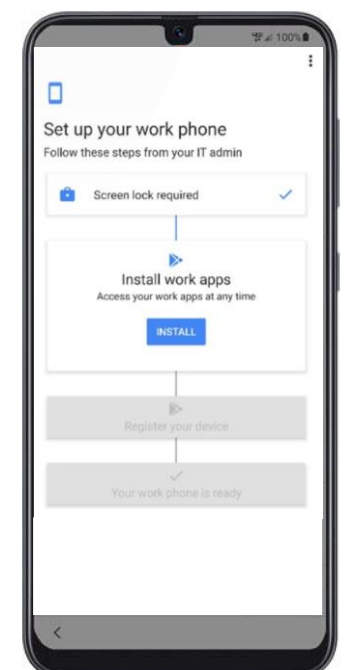 100%
Set up your work phone
Follow these steps from your IT admin
Screen lock required
Install work apps
Access your work apps at any time
INSTALL
Register your device
Your work phone is ready